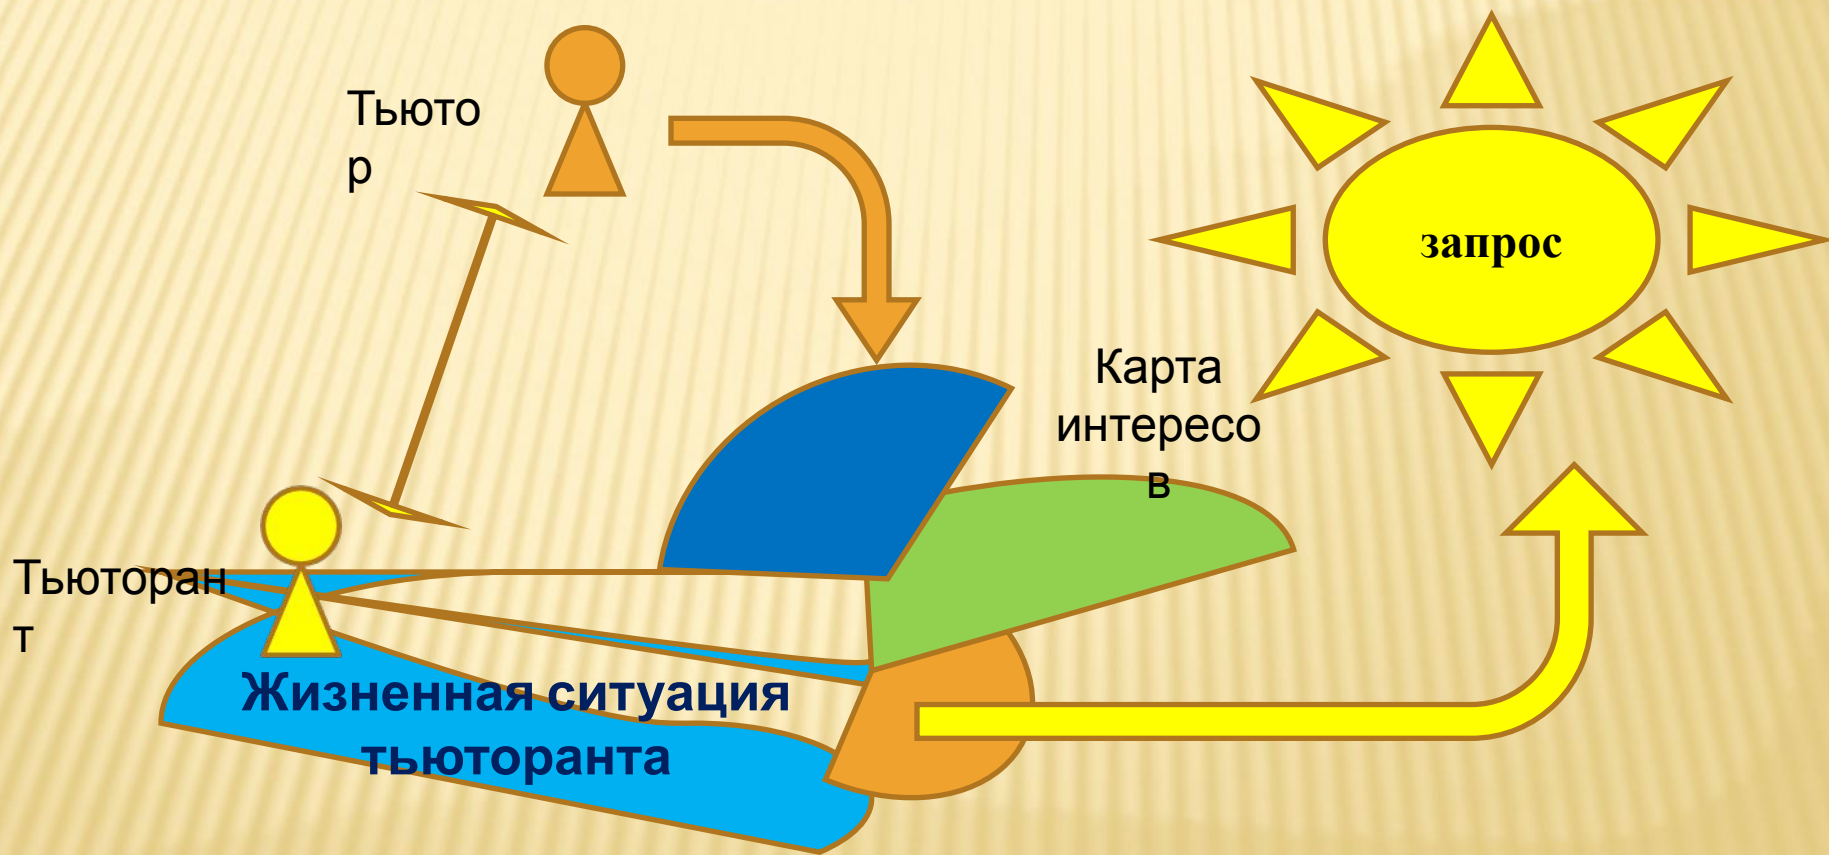 Тьюто
р
запрос
Карта
интересо
в
Тьюторан
т
Жизненная ситуация
тьюторанта